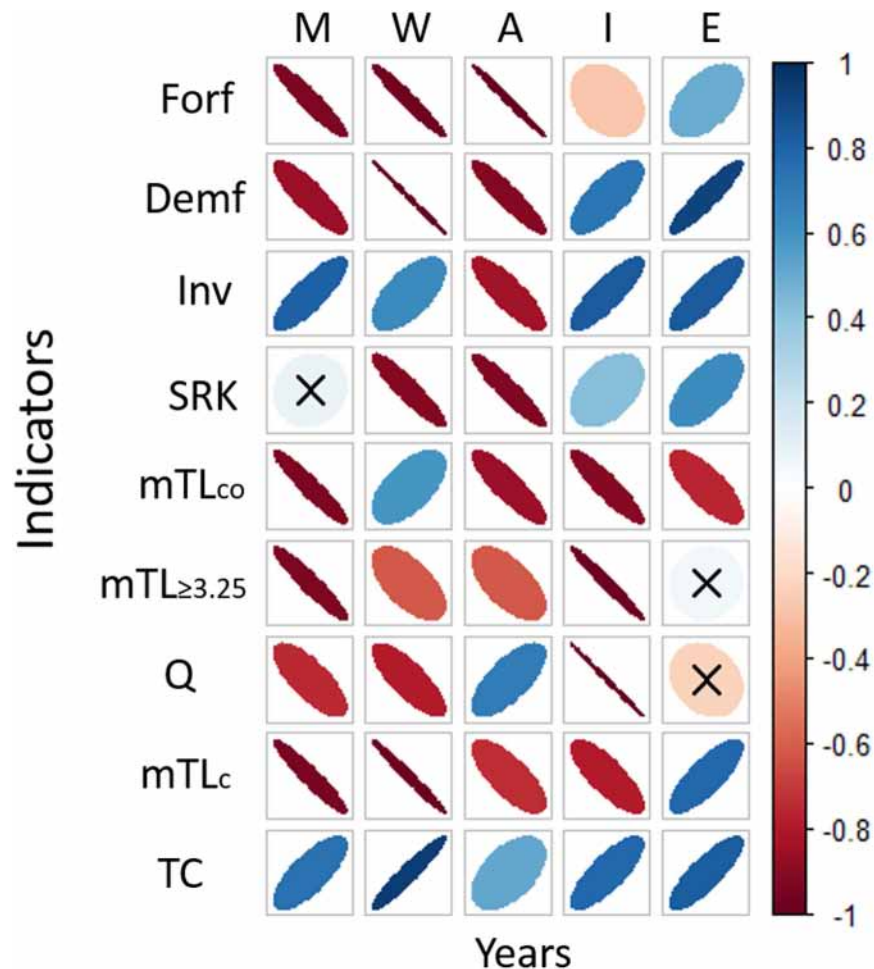 M W A I E
Forf
Demf
Inv
SRK
mTLco
mTL≥3.25
Q
mTLc
TC
Indicators
Years
1
0.8
0.6
0.4
0.2
0
-0.2
-0.4
-0.6
-0.8
-1